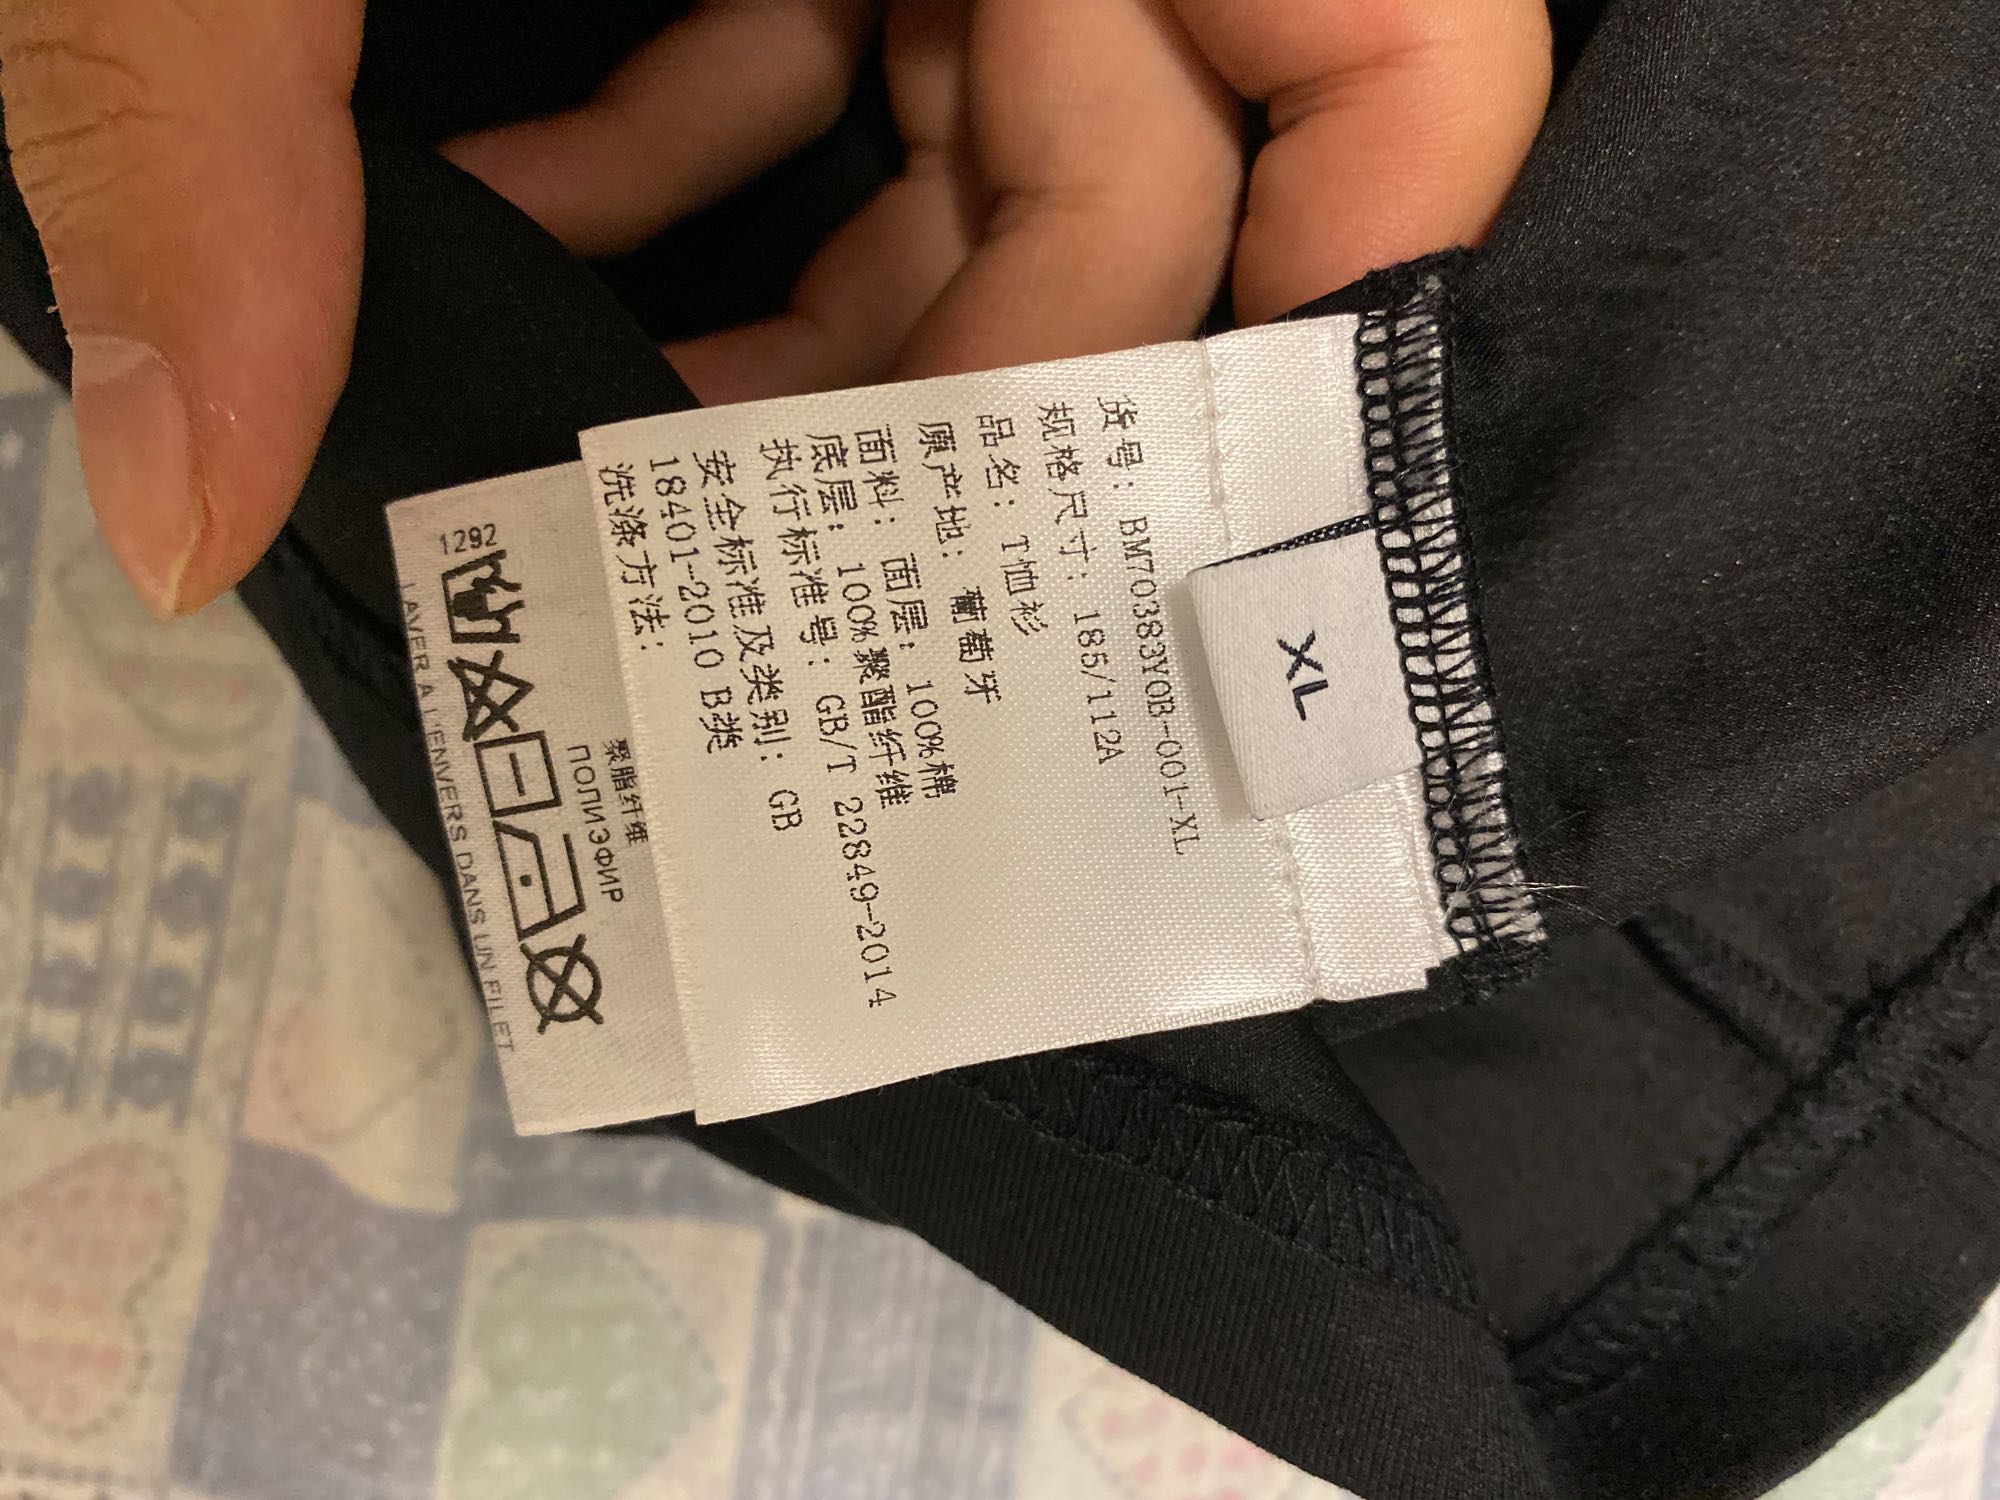 XL
货号: BM70383Y0B-001-XL
规格尺寸: 185/112A
品名: T恤衫
原产地: 葡萄牙
面料: 面层: 100%棉
底层: 100%聚酯纤维
执行标准号: GB/T 22849-2014
安全标准及类别: GB
18401-2010 B类
洗涤方法:
聚脂纤维
ПОЛИЭФИР
1292
LAVER A L'ENVERS DANS UN FILET